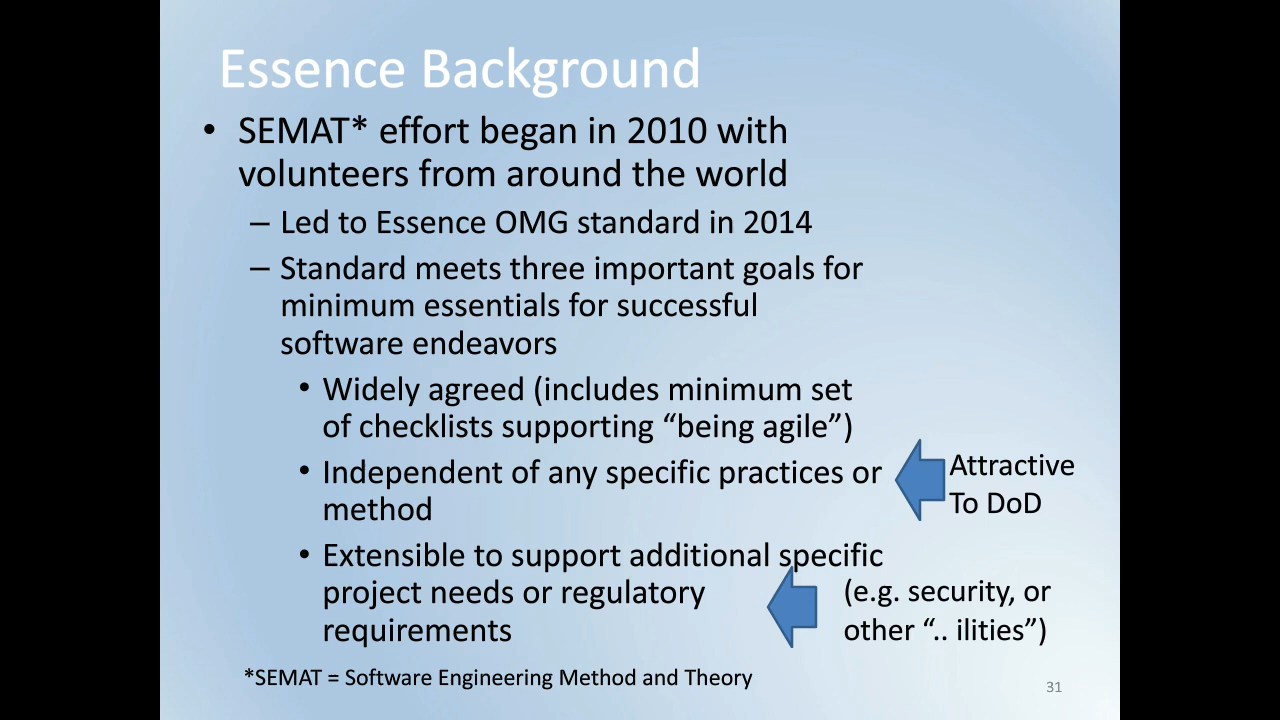 Essence Background
• SEMAT* effort began in 2010 with
volunteers from around the world
– Led to Essence OMG standard in 2014
– Standard meets three important goals for
minimum essentials for successful
software endeavors
• Widely agreed (includes minimum set
of checklists supporting “being agile”)
• Independent of any specific practices or
method
Attractive
To DoD
• Extensible to support additional specific
project needs or regulatory
requirements
(e.g. security, or
other “.. ilities”)
*SEMAT = Software Engineering Method and Theory
31